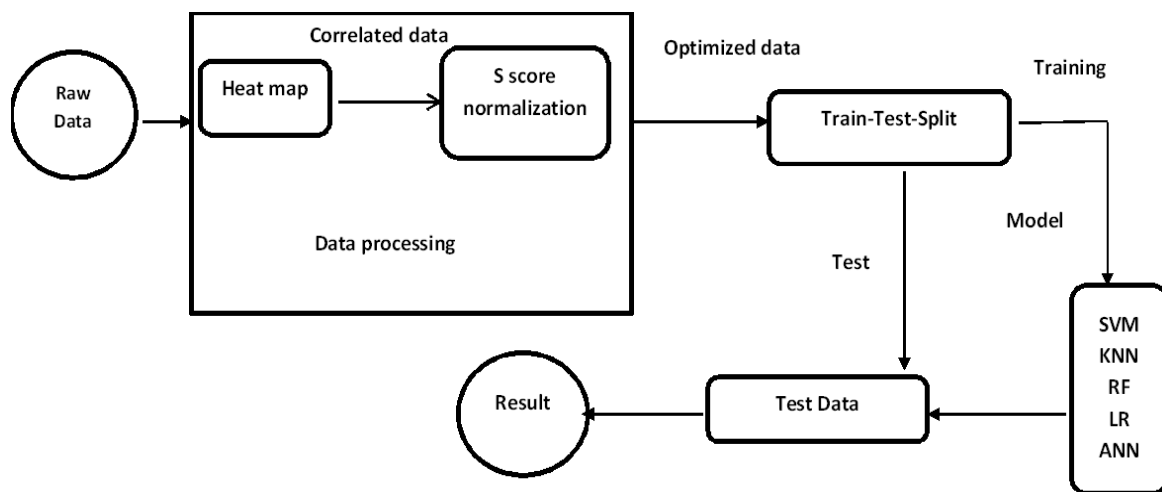 Raw
Data
Correlated data
Heat map
S score
normalization
Data processing
Optimized data
Train-Test-Split
Training
Model
Test
SVM
KNN
RF
LR
ANN
Test Data
Result